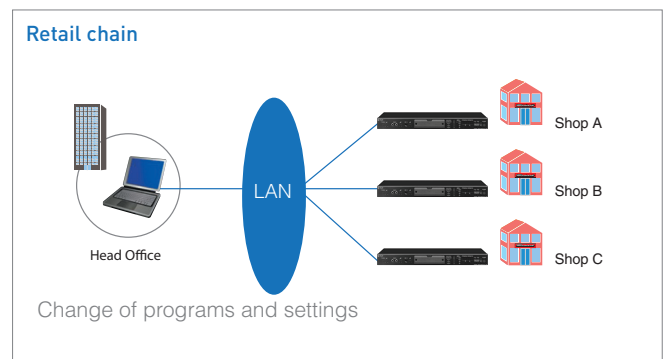 Retail chain
Shop A
LAN
Shop B
Head Office
Shop C
Change of programs and settings